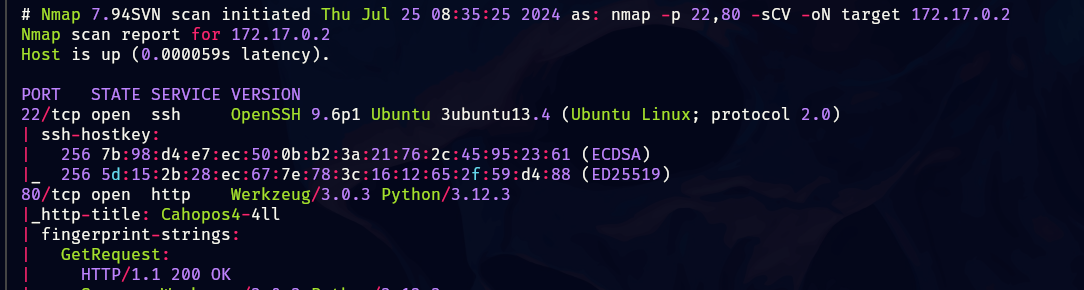 # Nmap 7.94SVN scan initiated Thu Jul 25 08:35:25 2024 as: nmap -p 22,80 -sCV -oN target 172.17.0.2
Nmap scan report for 172.17.0.2
Host is up (0.000059s latency).
PORT   STATE SERVICE VERSION
22/tcp open  ssh     OpenSSH 9.6p1 Ubuntu 3ubuntu13.4 (Ubuntu Linux; protocol 2.0)
| ssh-hostkey:
|   256 7b:98:d4:e7:ec:50:0b:b2:3a:21:76:2c:45:95:23:61 (ECDSA)
|_  256 5d:15:2b:28:ec:67:7e:78:3c:16:12:65:2f:59:d4:88 (ED25519)
80/tcp open  http    Werkzeug/3.0.3 Python/3.12.3
|_http-title: Cahopos4-4ll
| fingerprint-strings:
|   GetRequest:
|     HTTP/1.1 200 OK